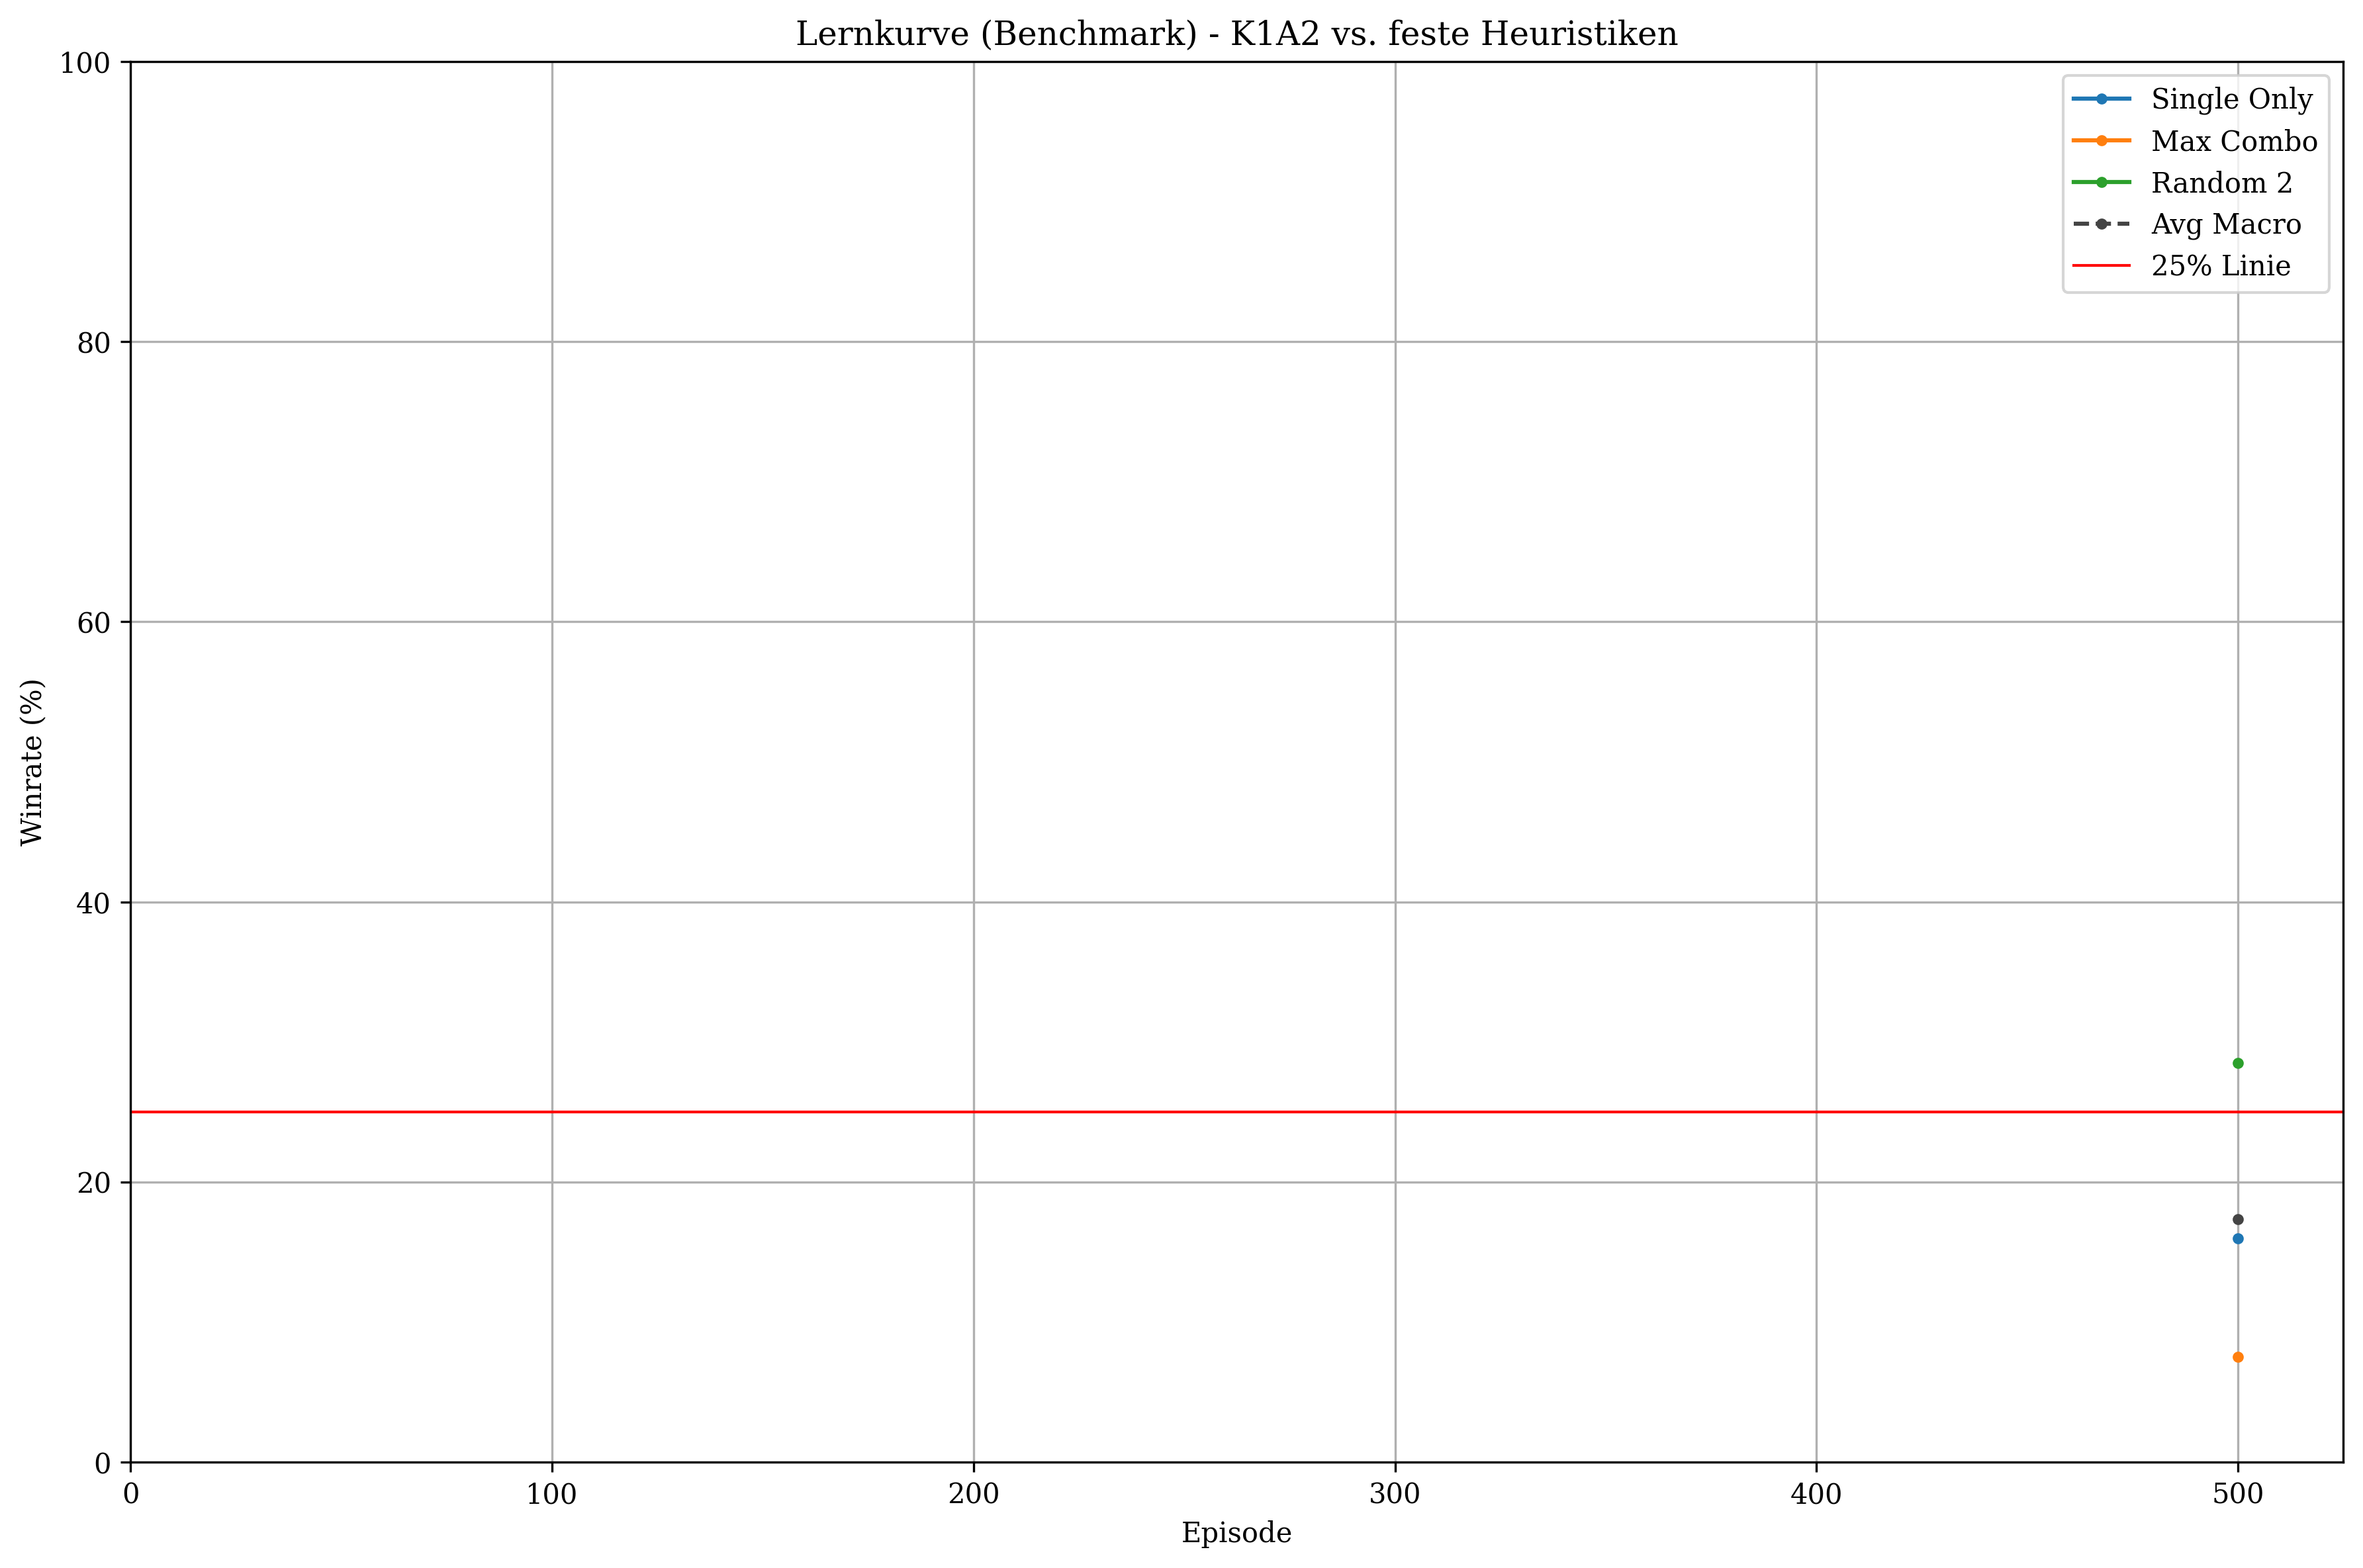 Lernkurve (Benchmark) - K1A2 vs. feste Heuristiken
100
80
60
40
20
0
Winrate (%)
Single Only
Max Combo
Random 2
Avg Macro
25% Linie
0
100
200
300
400
500
Episode